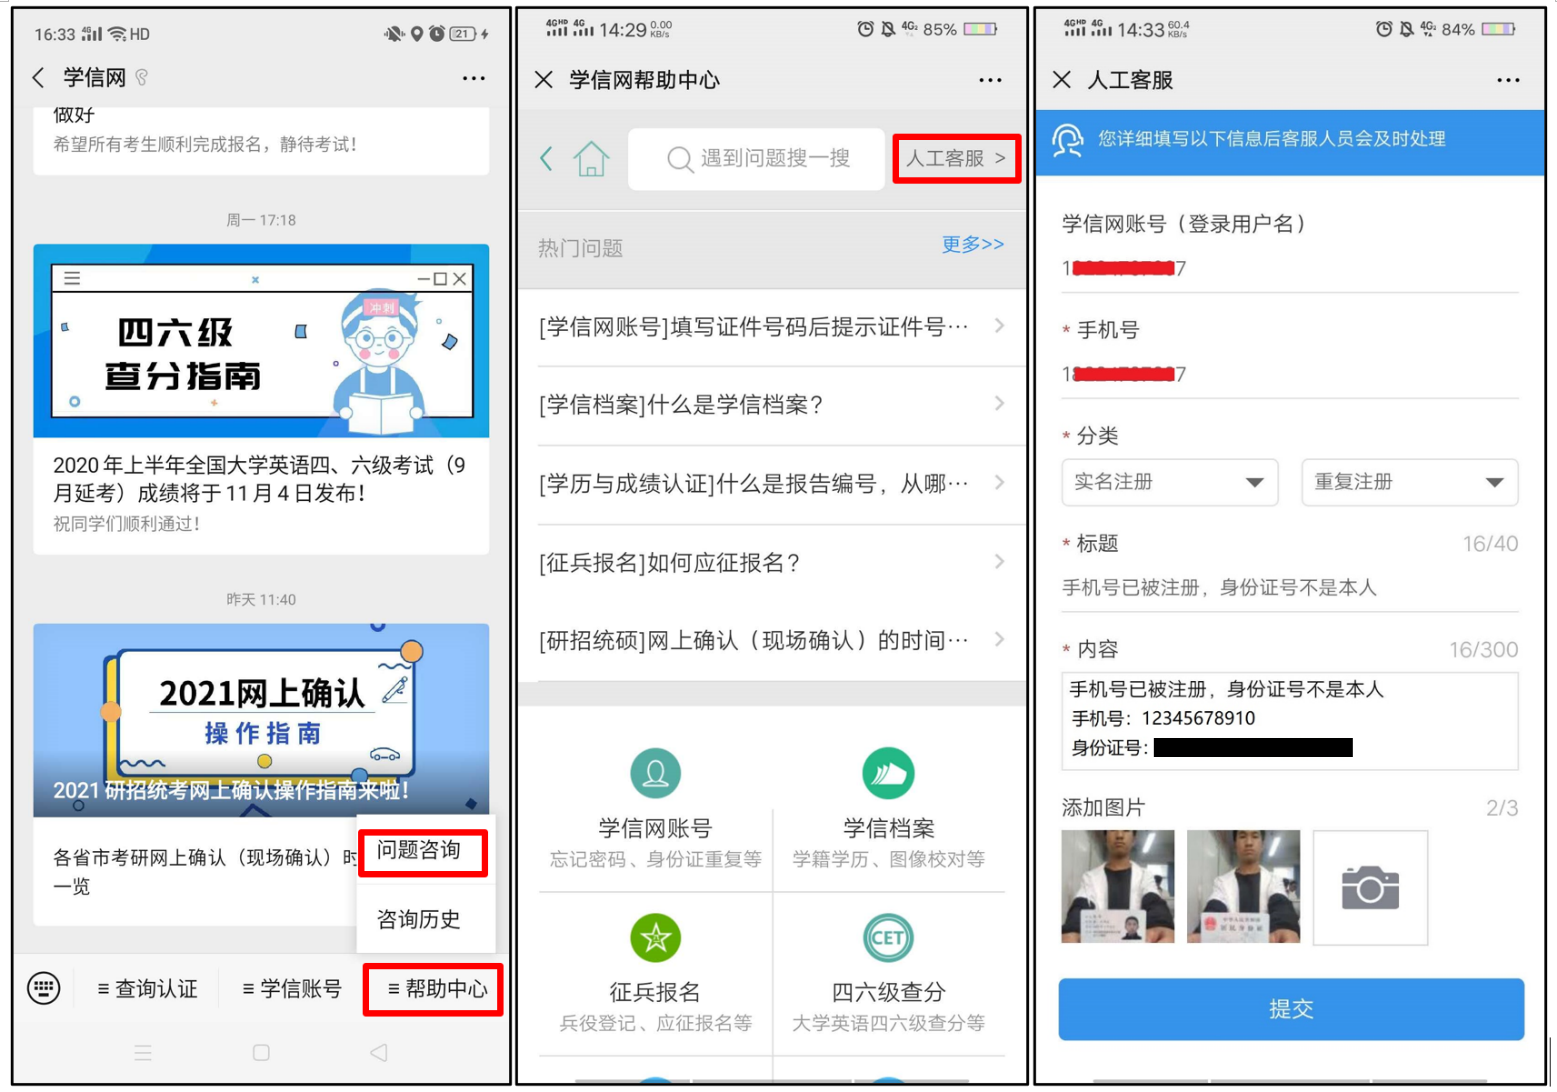 16:33 HD 21
学信网
做好
希望所有考生顺利完成报名，静待考试！
周一 17:18
冲刺
四六级
查分指南
2020年上半年全国大学英语四、六级考试（9
月延考）成绩将于11月4日发布！
祝同学们顺利通过！
昨天 11:40
2021网上确认
操作指南
2021研招统考网上确认操作指南来啦！
各省市考研网上确认（现场确认）时
一览
问题咨询
咨询历史
查询认证
学信账号
帮助中心
4GHD 4G 14:29 0.00 KB/s 4G₂ 85%
学信网帮助中心
遇到问题搜一搜
人工客服 >
热门问题
更多>>
[学信网账号]填写证件号码后提示证件号…
[学信档案]什么是学信档案？
[学历与成绩认证]什么是报告编号，从哪…
[征兵报名]如何应征报名？
[研招统硕]网上确认（现场确认）的时间…
学信网账号
忘记密码、身份证重复等
学信档案
学籍学历、图像校对等
征兵报名
兵役登记、应征报名等
CET
四六级查分
大学英语四六级查分等
4GHD 4G 14:33 60.4 KB/s 4G₂ 84%
人工客服
您详细填写以下信息后客服人员会及时处理
学信网账号（登录用户名）
1 7
* 手机号
1 7
* 分类
实名注册
重复注册
* 标题
16/40
手机号已被注册，身份证号不是本人
* 内容
16/300
手机号已被注册，身份证号不是本人
手机号：12345678910
身份证号：
添加图片
2/3
提交